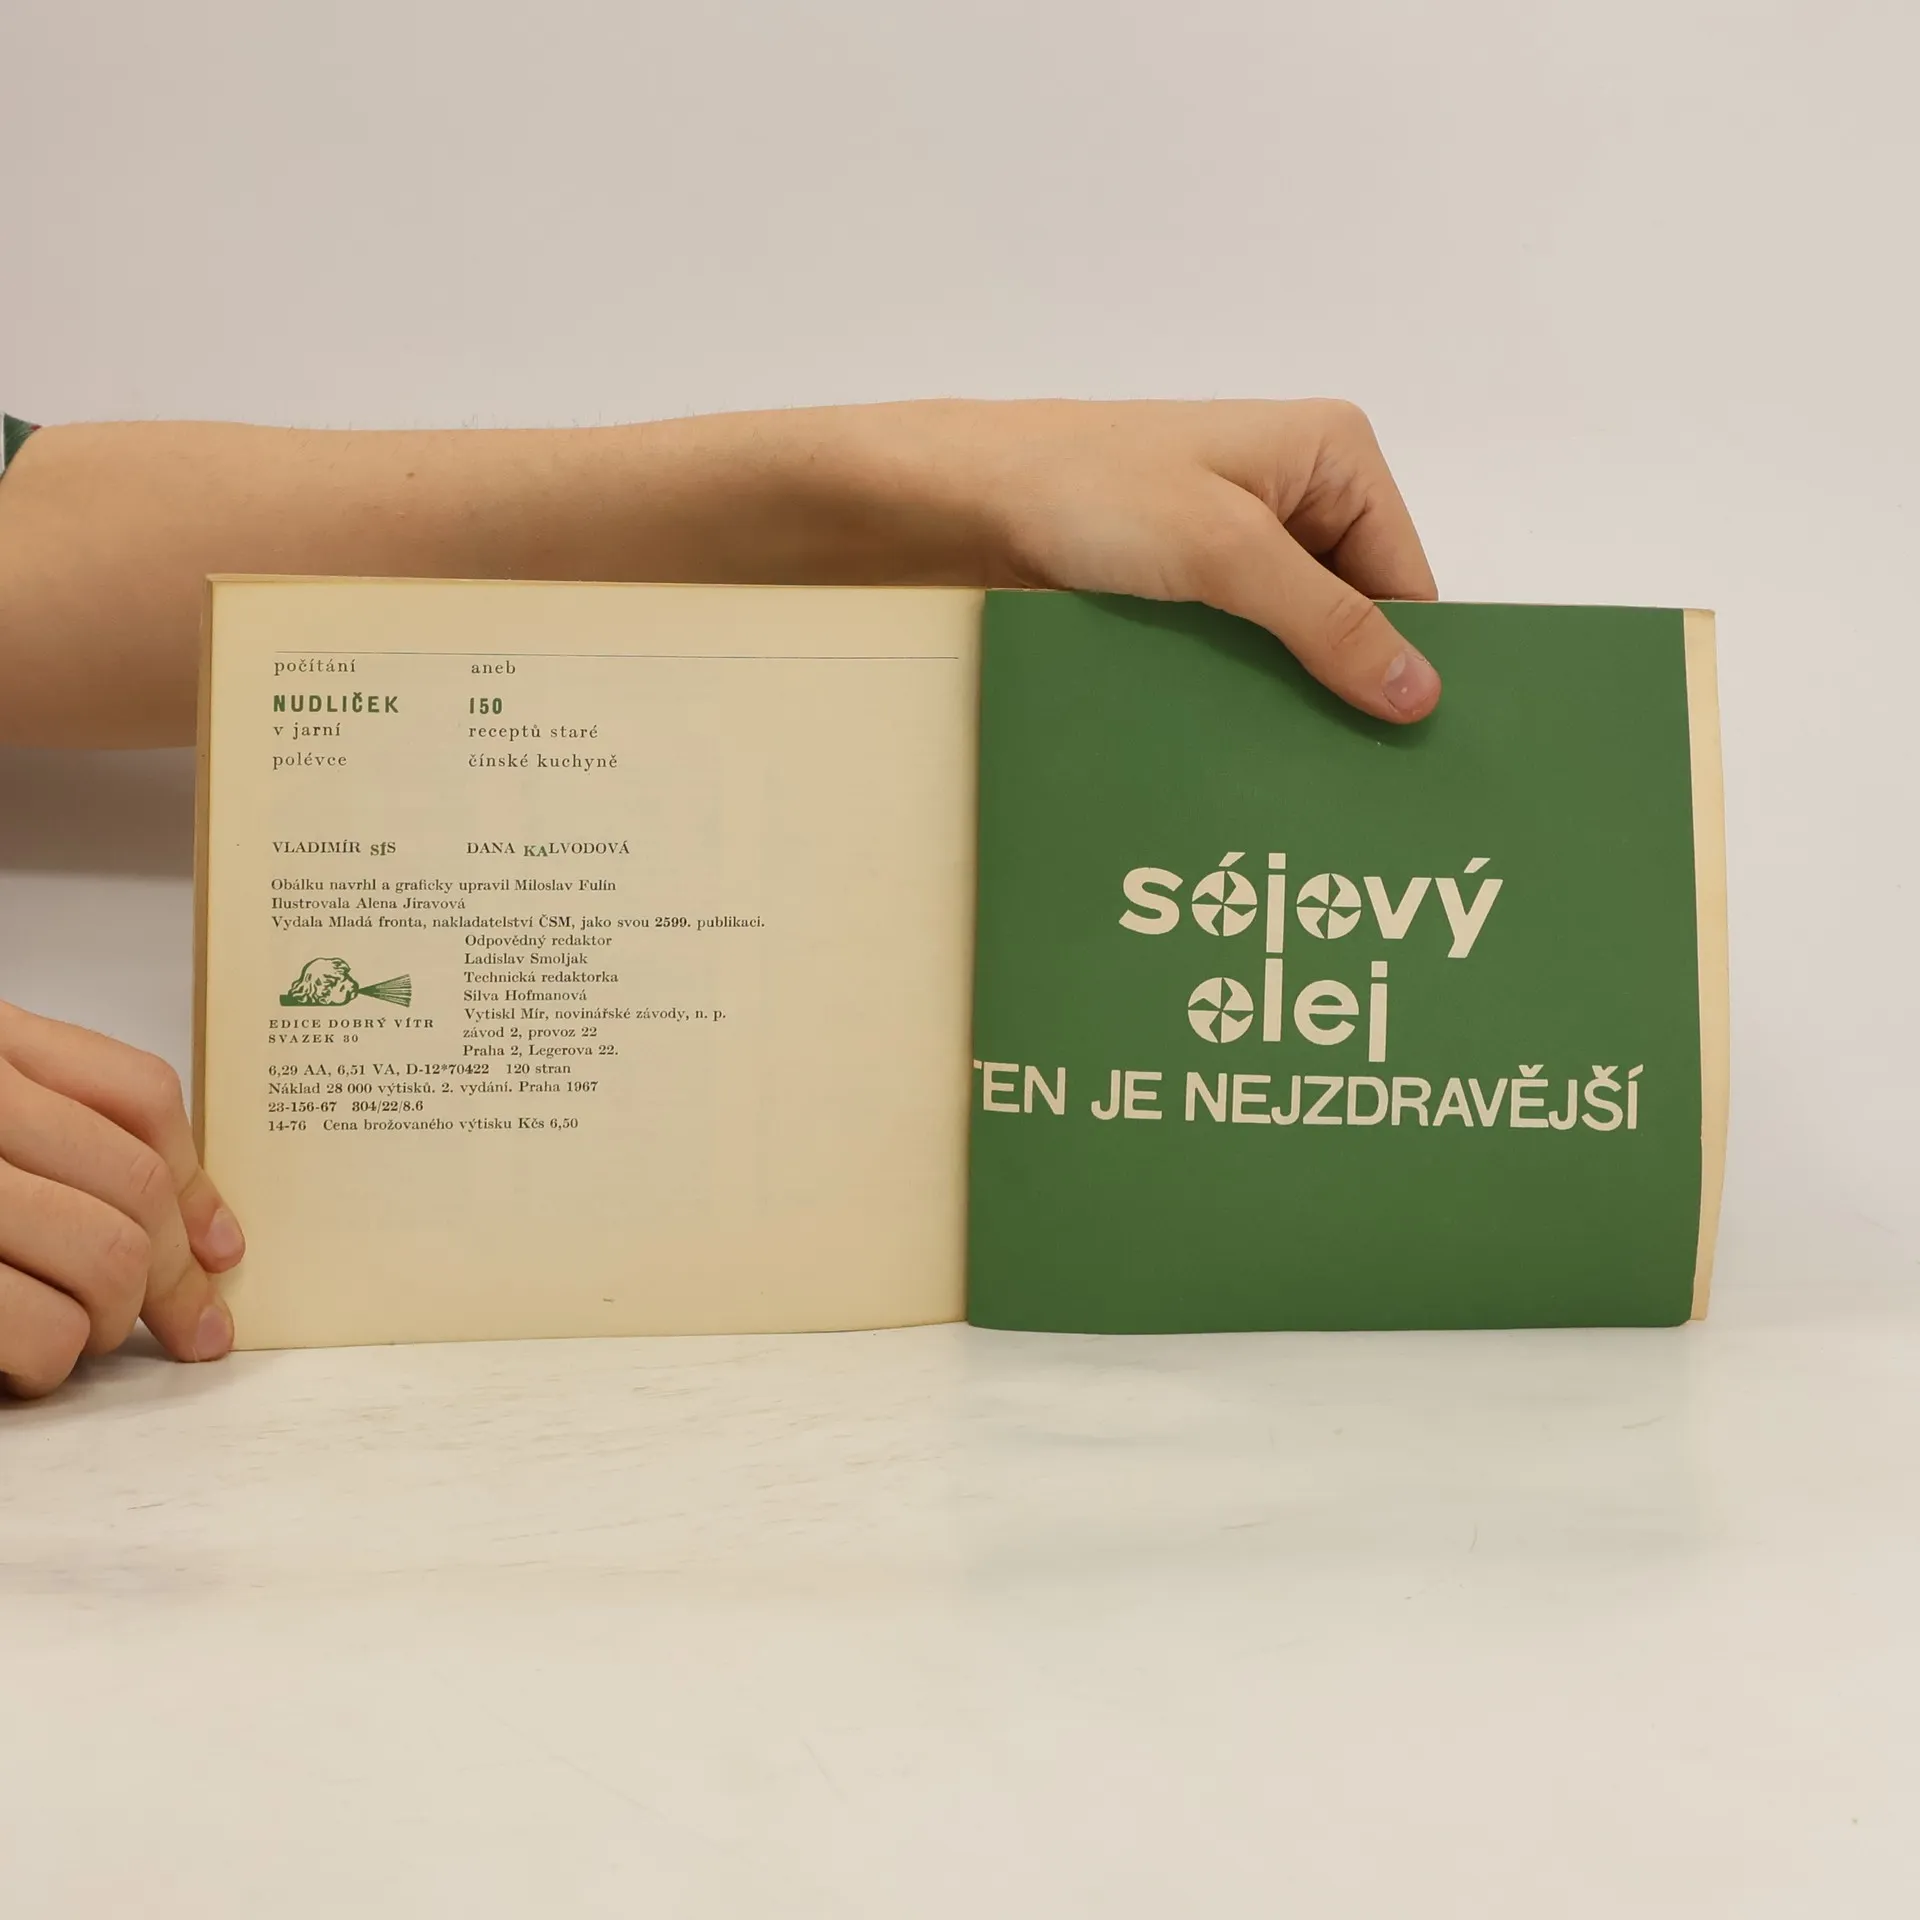 počítání aneb
NUDLIČEK 150
v jarní receptů staré
polévce čínské kuchyně
VLADIMÍR SÍS DANA KALVODOVÁ
Obálku navrhl a graficky upravil Miloslav Fulín
Ilustrovala Alena Jíravová
Vydala Mladá fronta, nakladatelství ČSM, jako svou 2599. publikaci.
Odpovědný redaktor
Ladislav Smoljak
Technická redaktorka
Silva Hofmanová
Vytiskl Mír, novinářské závody, n. p.
závod 2, provoz 22
Praha 2, Legerova 22.
EDICE DOBRÝ VÍTR
SVAZEK 30
6,29 AA, 6,51 VA, D-12*70422 120 stran
Náklad 28 000 výtisků. 2. vydání. Praha 1967
23-156-67 304/22/8.6
14-76 Cena brožovaného výtisku Kčs 6,50
sójový
olej
TEN JE NEJZDRAVĚJŠÍ